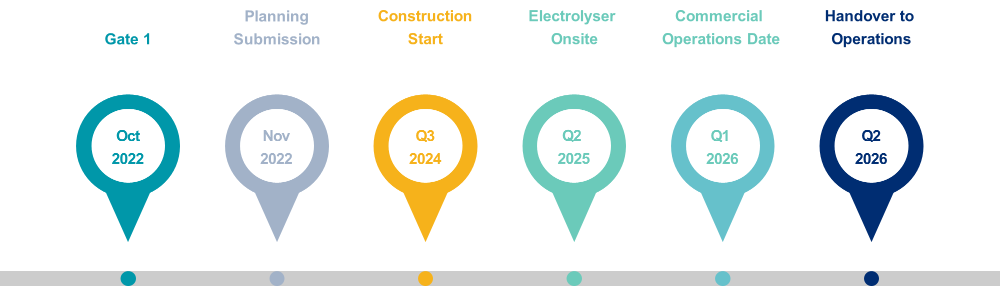 Gate 1
Planning
Submission
Construction
Start
Electrolyser
Onsite
Commercial
Operations Date
Handover to
Operations
Oct
2022
Nov
2022
Q3
2024
Q2
2025
Q1
2026
Q2
2026